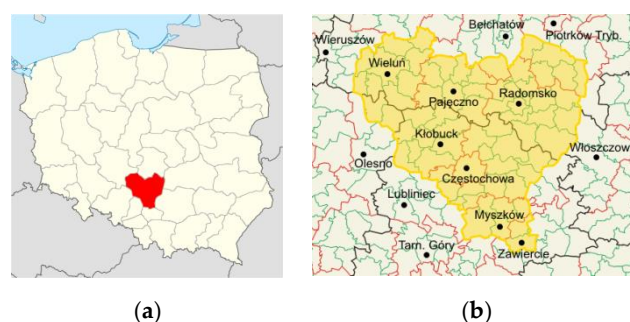 Bełchatów
Piotrków Tryb.
Wieruszów
Wieluń
Pajęczno
Radomsko
Kłobuck
Olesno
Włoszczow
Częstochowa
Lubliniec
Myszków
Tarn. Góry
Zawiercie
(a)
(b)